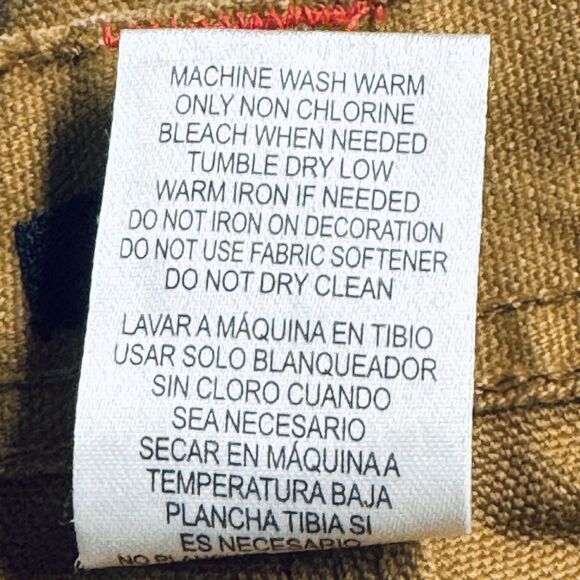 MACHINE WASH WARM
ONLY NON CHLORINE
BLEACH WHEN NEEDED
TUMBLE DRY LOW
WARM IRON IF NEEDED
DO NOT IRON ON DECORATION
DO NOT USE FABRIC SOFTENER
DO NOT DRY CLEAN
LAVAR A MÁQUINA EN TIBIO
USAR SOLO BLANQUEADOR
SIN CLORO CUANDO
SEA NECESARIO
SECAR EN MÁQUINA A
TEMPERATURA BAJA
PLANCHA TIBIA SI
ES NECESARIO
NO